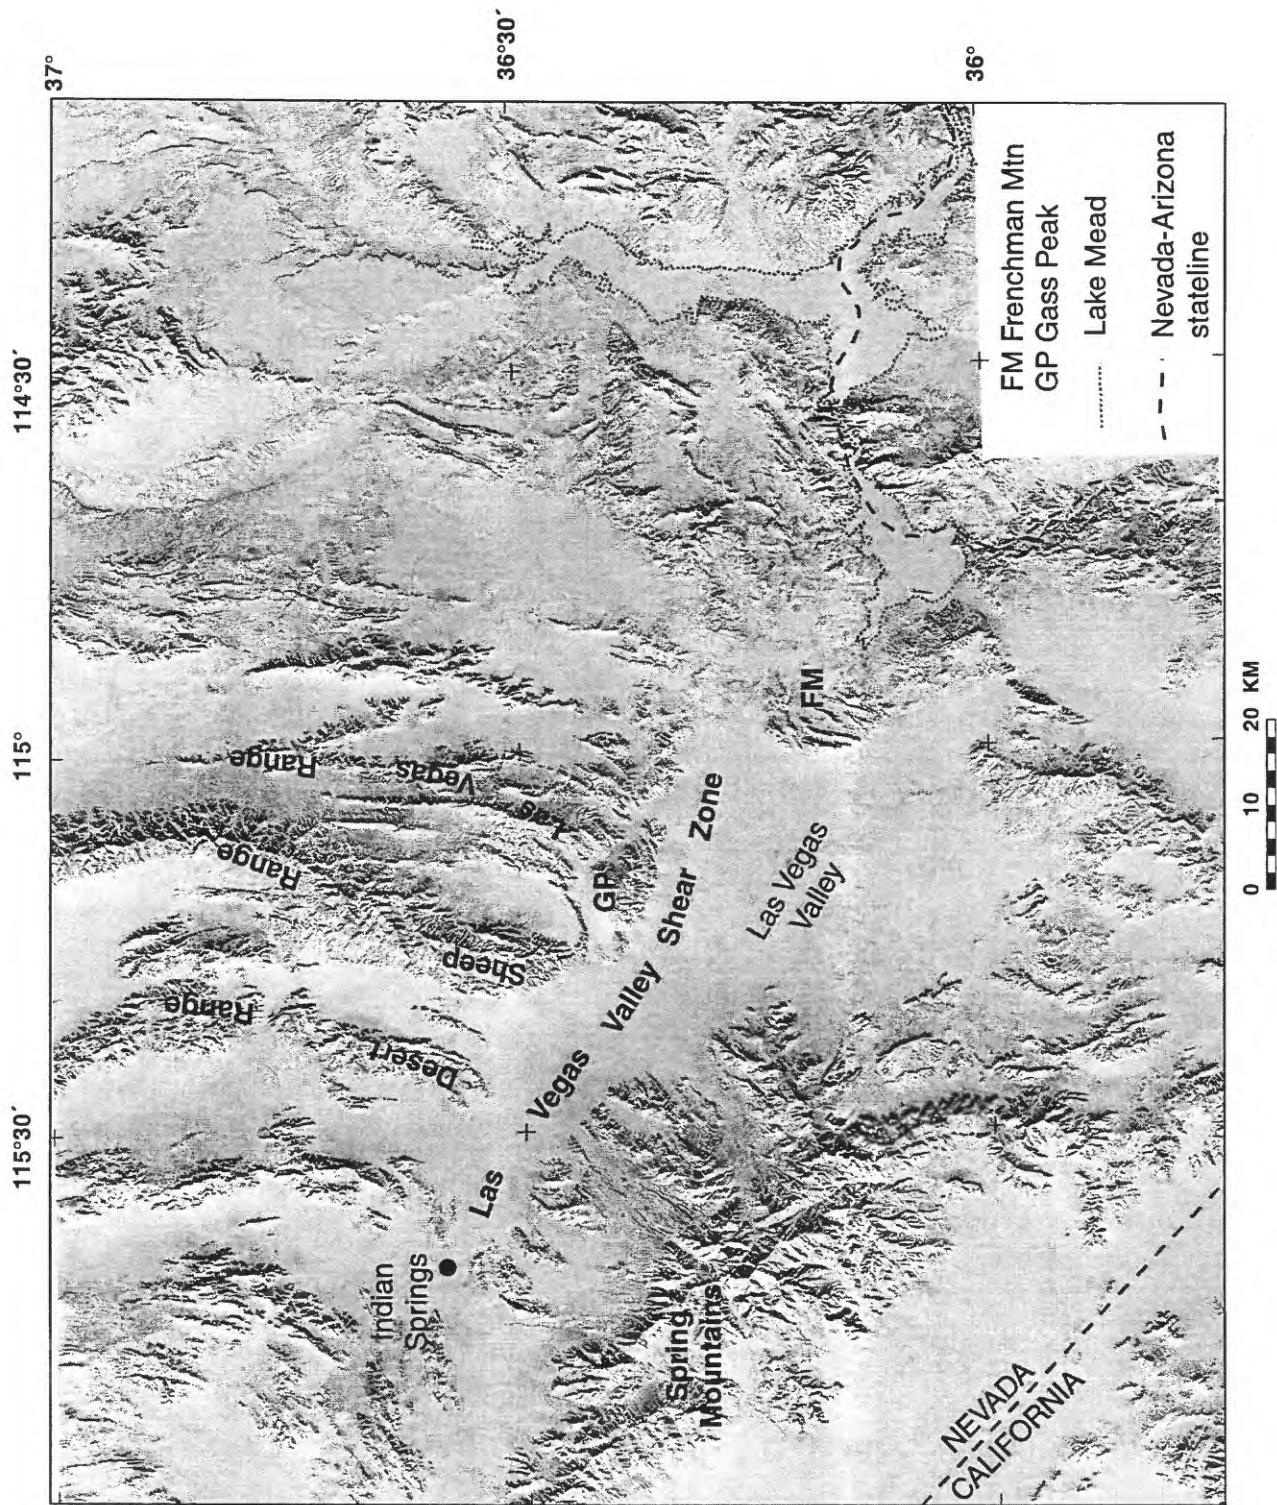 115°30´
115°
114°30´
37°
36°30´
36°
Desert
Range
Sheep
Range
Las
Vegas
Range
Indian
Springs
GP
Las Vegas Valley Shear Zone
FM
Las Vegas
Valley
Spring
Mountains
NEVADA
CALIFORNIA
FM Frenchman Mtn
GP Gass Peak
Lake Mead
Nevada-Arizona
stateline
0 10 20 KM